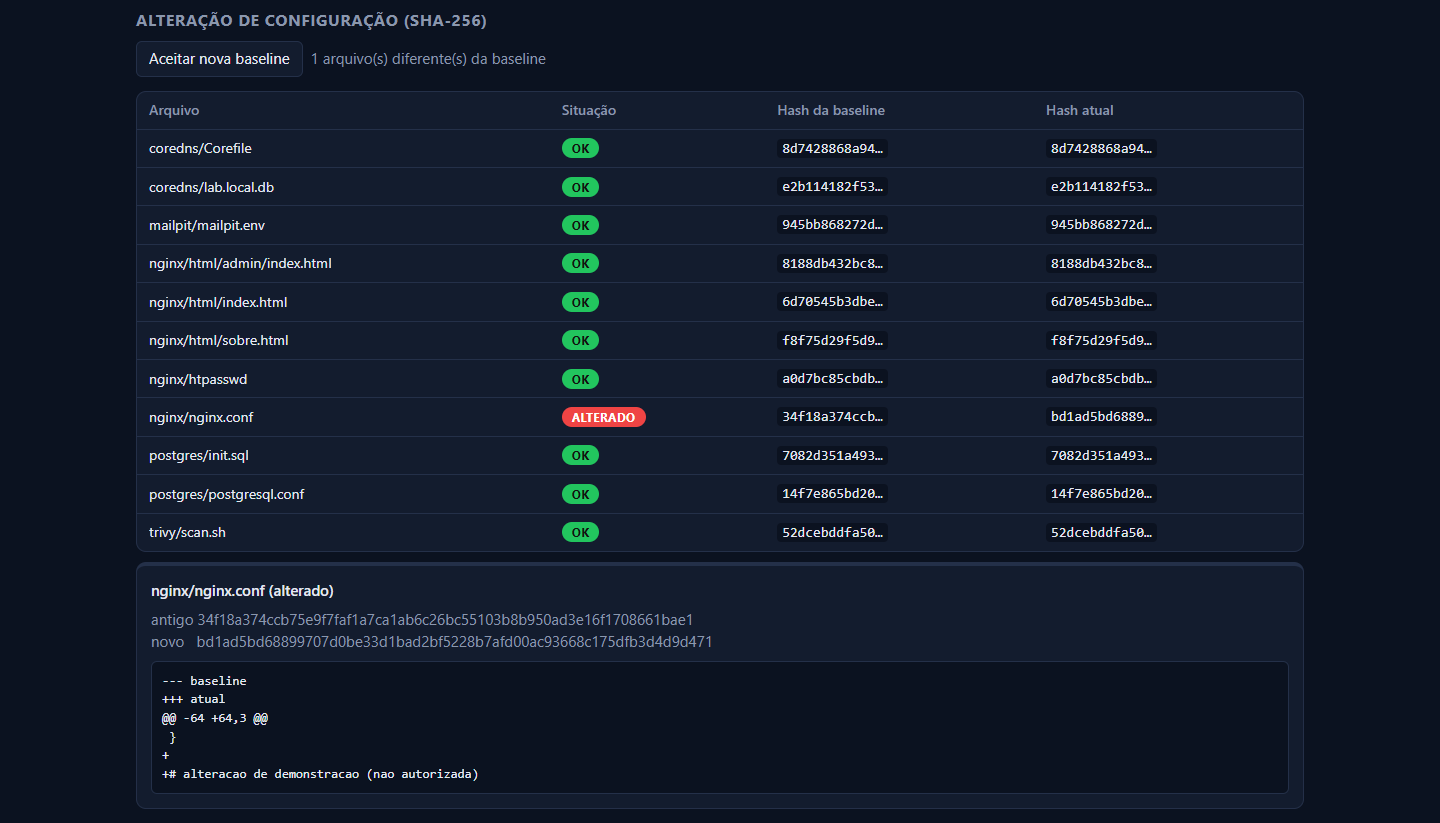 ALTERAÇÃO DE CONFIGURAÇÃO (SHA-256)
Aceitar nova baseline 1 arquivo(s) diferente(s) da baseline
Arquivo Situação Hash da baseline Hash atual
coredns/Corefile OK 8d7428868a94… 8d7428868a94…
coredns/lab.local.db OK e2b114182f53… e2b114182f53…
mailpit/mailpit.env OK 945bb868272d… 945bb868272d…
nginx/html/admin/index.html OK 8188db432bc8… 8188db432bc8…
nginx/html/index.html OK 6d70545b3dbe… 6d70545b3dbe…
nginx/html/sobre.html OK f8f75d29f5d9… f8f75d29f5d9…
nginx/htpasswd OK a0d7bc85cbdb… a0d7bc85cbdb…
nginx/nginx.conf ALTERADO 34f18a374ccb… bd1ad5bd6889…
postgres/init.sql OK 7082d351a493… 7082d351a493…
postgres/postgresql.conf OK 14f7e865bd20… 14f7e865bd20…
trivy/scan.sh OK 52dcebddfa50… 52dcebddfa50…
nginx/nginx.conf (alterado)
antigo 34f18a374ccb75e9f7faf1a7ca1ab6c26bc55103b8b950ad3e16f1708661bae1
novo bd1ad5bd68899707d0be33d1bad2bf5228b7afd00ac93668c175dfb3d4d9d471
--- baseline
+++ atual
@@ -64 +64,3 @@
}
+
+# alteracao de demonstracao (nao autorizada)